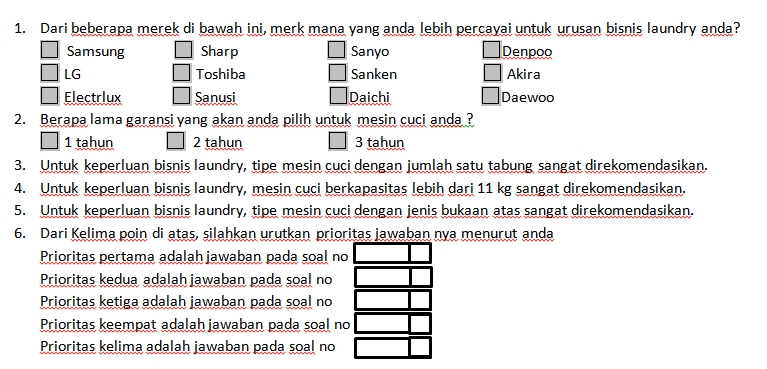 1. Dari beberapa merek di bawah ini, merk mana yang anda lebih percayai untuk urusan bisnis laundry anda?
Samsung Sharp Sanyo Denpoo
LG Toshiba Sanken Akira
Electrlux Sanusi Daichi Daewoo
2. Berapa lama garansi yang akan anda pilih untuk mesin cuci anda ?
1 tahun 2 tahun 3 tahun
3. Untuk keperluan bisnis laundry, tipe mesin cuci dengan jumlah satu tabung sangat direkomendasikan.
4. Untuk keperluan bisnis laundry, mesin cuci berkapasitas lebih dari 11 kg sangat direkomendasikan.
5. Untuk keperluan bisnis laundry, tipe mesin cuci dengan jenis bukaan atas sangat direkomendasikan.
6. Dari Kelima poin di atas, silahkan urutkan prioritas jawaban nya menurut anda
Prioritas pertama adalah jawaban pada soal no
Prioritas kedua adalah jawaban pada soal no
Prioritas ketiga adalah jawaban pada soal no
Prioritas keempat adalah jawaban pada soal no
Prioritas kelima adalah jawaban pada soal no